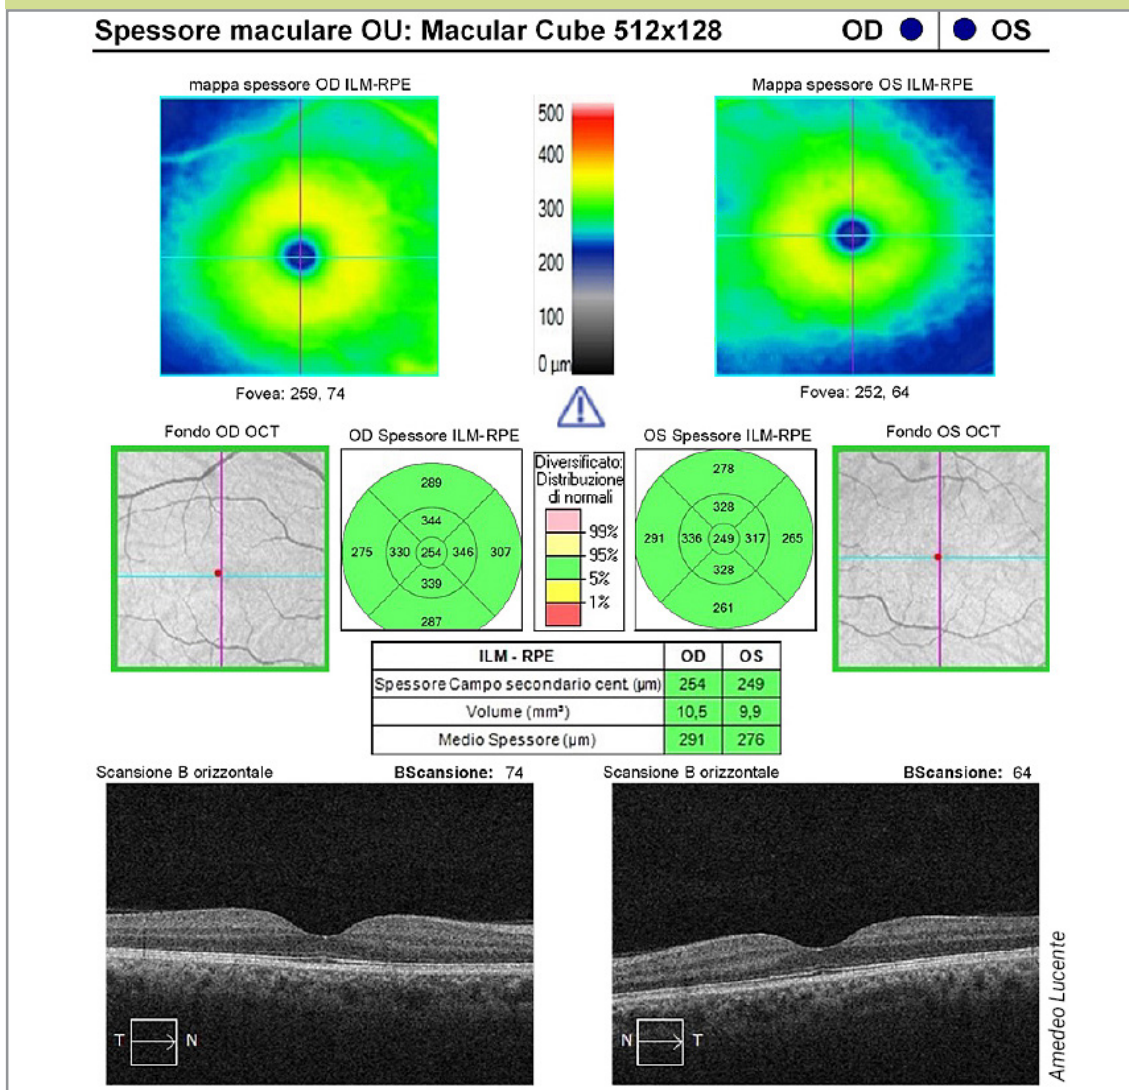 Spessore maculare OU: Macular Cube 512x128
OD
OS
mappa spessore OD ILM-RPE
Mappa spessore OS ILM-RPE
500
400
300
200
100
0 µm
Fovea: 259, 74
Fovea: 252, 64
Fondo OD OCT
OD Spessore ILM-RPE
OS Spessore ILM-RPE
Fondo OS OCT
289
344
275 330 254 346 307
339
287
Diversificato:
Distribuzione
di normali
99%
95%
5%
1%
278
328
291 336 249 317 265
328
261
ILM - RPE OD OS
Spessore Campo secondario cent. (µm) 254 249
Volume (mm³) 10,5 9,9
Medio Spessore (µm) 291 276
Scansione B orizzontale BScansione: 74
Scansione B orizzontale BScansione: 64
T N
N T
Amedeo Lucente